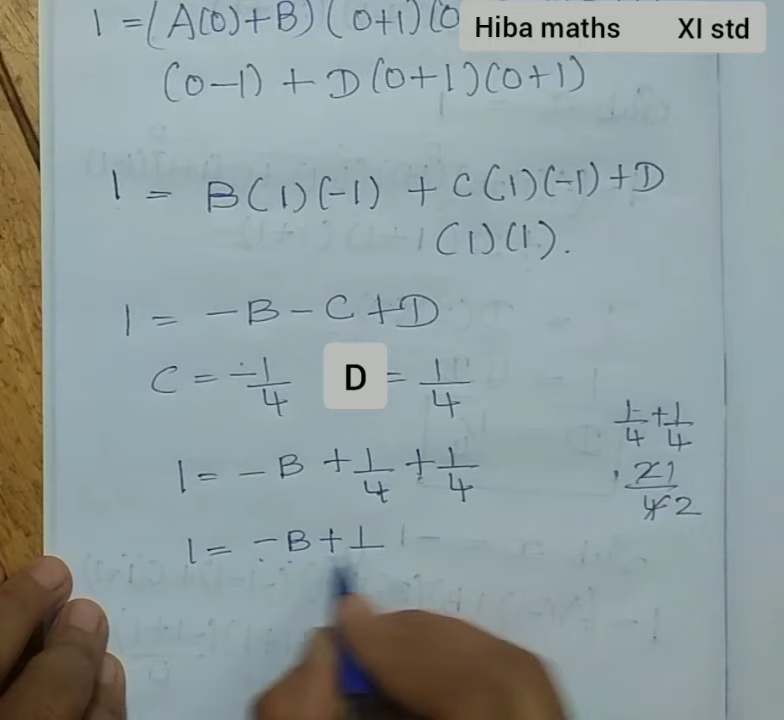 1 = (A(0)+B) (0+1) (0
Hiba maths XI std
(0-1) + D(0+1)(0+1)
1 = B(1)(-1) + C(1)(-1) + D
(1)(1).
1 = -B - C + D
C = -1/4 D = 1/4
1/4 + 1/4
1 = -B + 1/4 + 1/4
21
42
1 = -B + 1